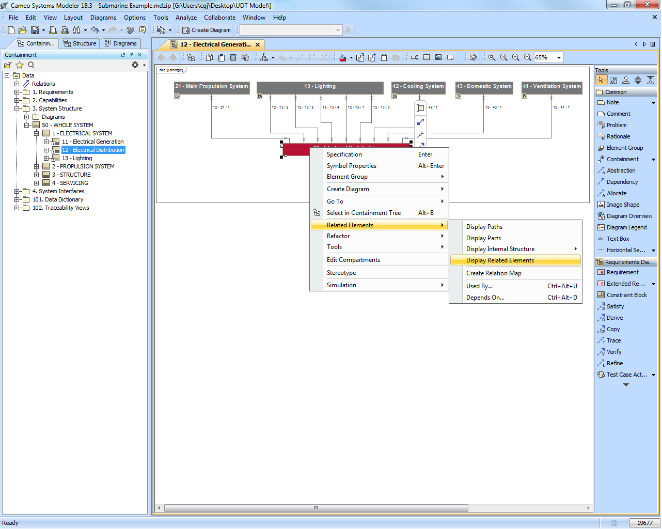 Cameo Systems Modeler 18.3 - Submarine Example.mdzip [G:\Users\cgj\Desktop\UDT Model\]
File Edit View Layout Diagrams Options Tools Analyze Collaborate Window Help
Create Diagram
Containm... Structure Diagrams
12 - Electrical Generati...
Containment
65%
Data
Relations
1. Requirements
2. Capabilities
3. System Structure
Diagrams
S0 - WHOLE SYSTEM
1 - ELECTRICAL SYSTEM
11 - Electrical Generation
12 - Electrical Distribution
13 - Lighting
2 - PROPULSION SYSTEM
3 - STRUCTURE
4 - SERVICING
4. System Interfaces
101. Data Dictionary
102. Traceability Views
21 - Main Propulsion System
13 - Lighting
42 - Cooling System
43 - Domestic System
41 - Ventilation System
Specification Enter
Symbol Properties Alt+Enter
Element Group
Create Diagram
Go To
Select in Containment Tree Alt+B
Related Elements
Refactor
Tools
Edit Compartments
Stereotype
Simulation
Display Paths
Display Parts
Display Internal Structure
Display Related Elements
Create Relation Map
Used By... Ctrl+Alt+U
Depends On... Ctrl+Alt+D
Tools
Common
Note
Comment
Problem
Rationale
Element Group
Containment
Abstraction
Dependency
Allocate
Image Shape
Diagram Overview
Diagram Legend
Text Box
Horizontal Se...
Requirements Dia...
Requirement
Extended Re...
Constraint Block
Satisfy
Derive
Copy
Trace
Verify
Refine
Test Case Act...
Ready